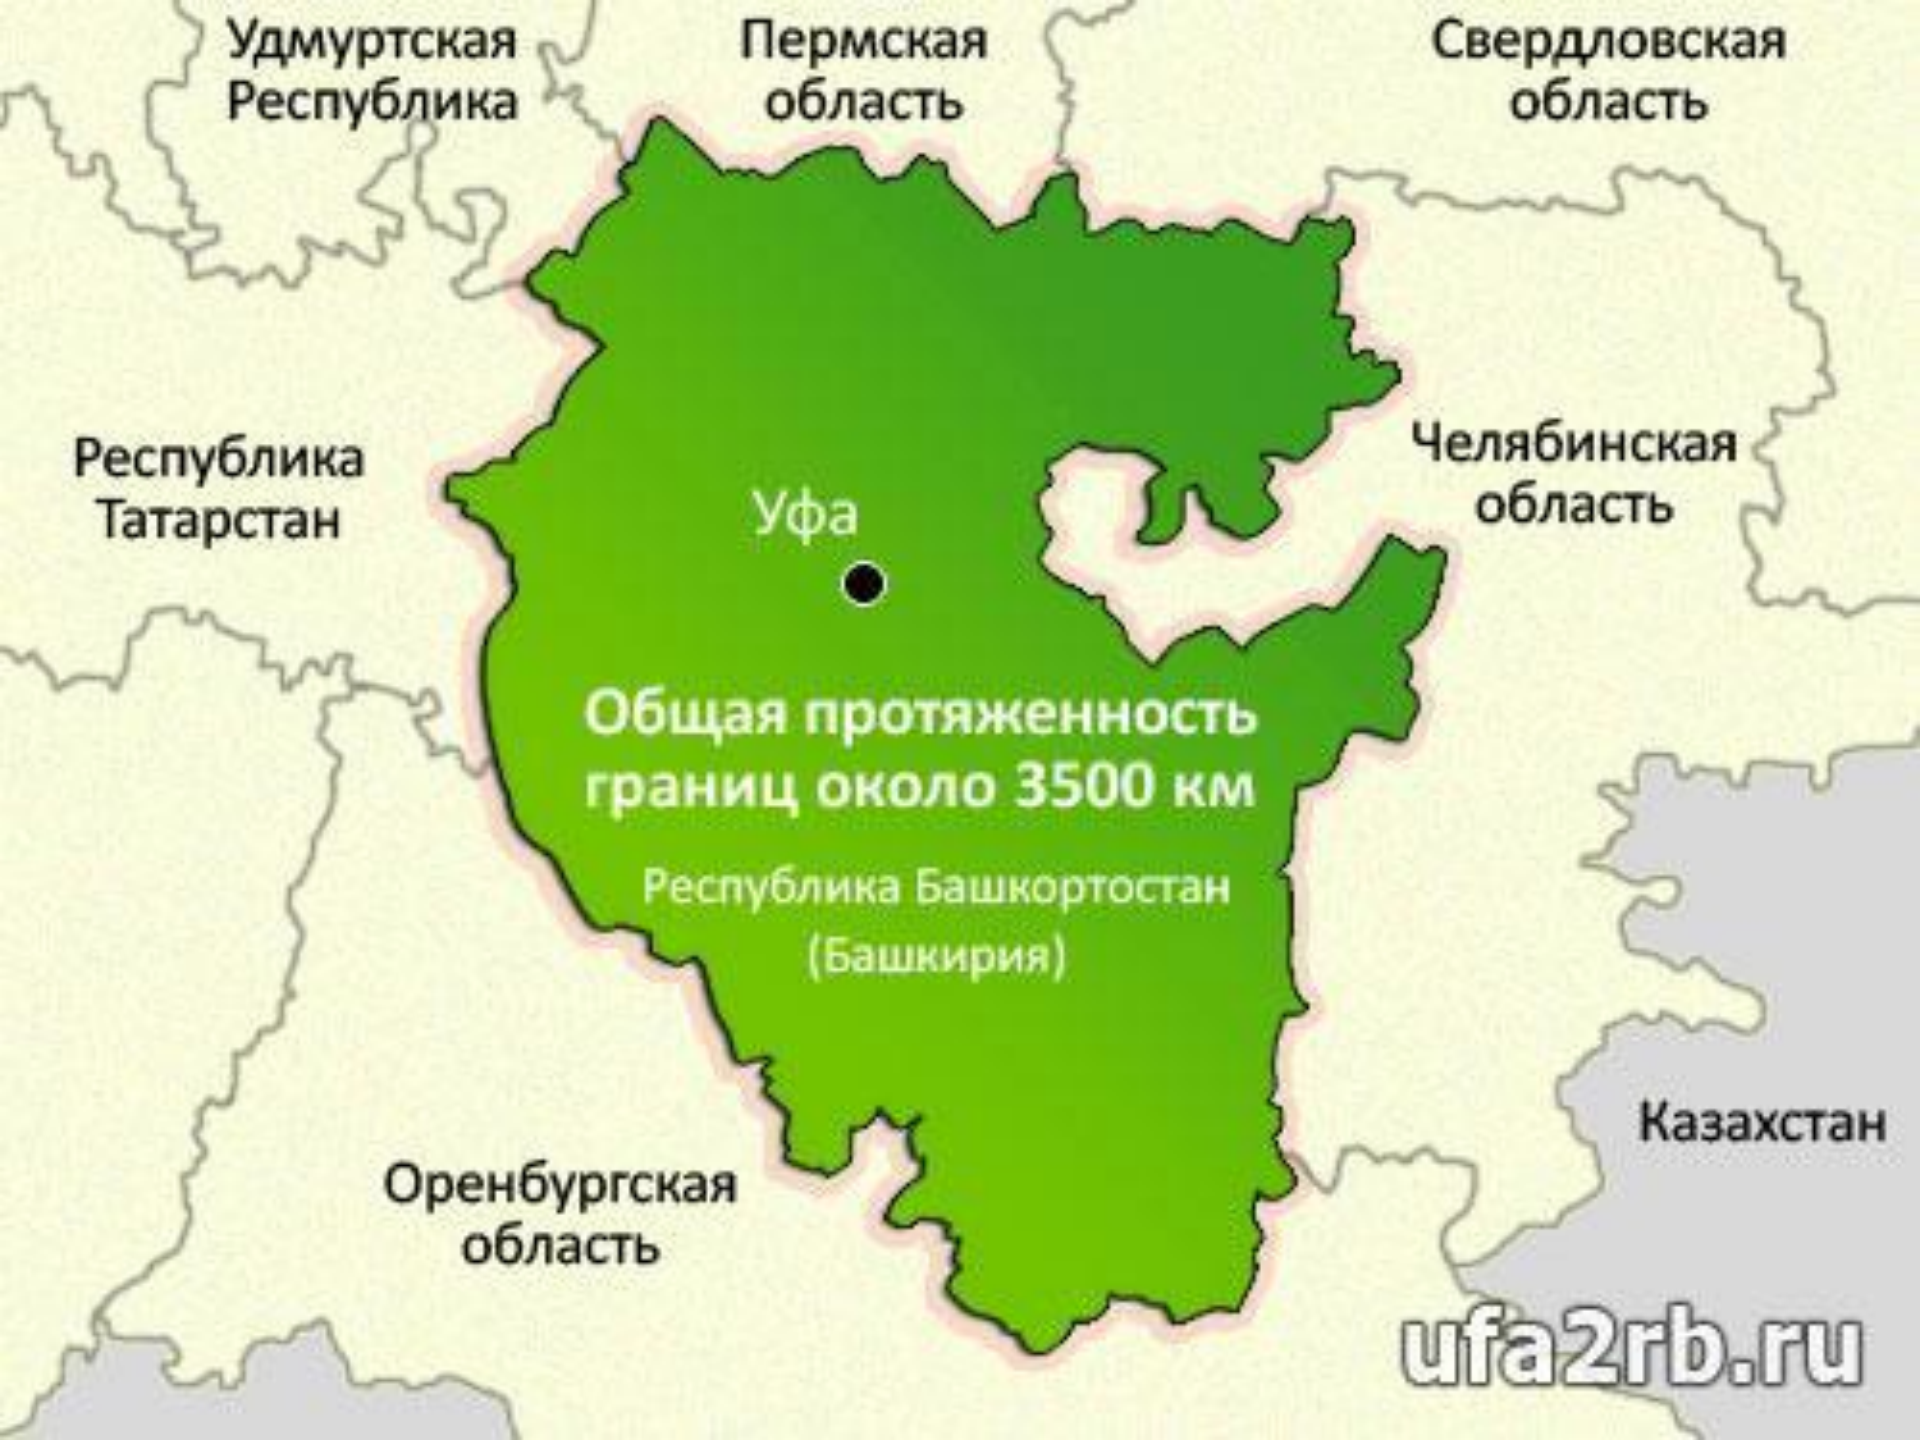 Удмуртская
Республика
Пермская
область
Свердловская
область
Республика
Татарстан
Челябинская
область
Уфа
Общая протяженность
границ около 3500 км
Республика Башкортостан
(Башкирия)
Казахстан
Оренбургская
область
ufa2rb.ru